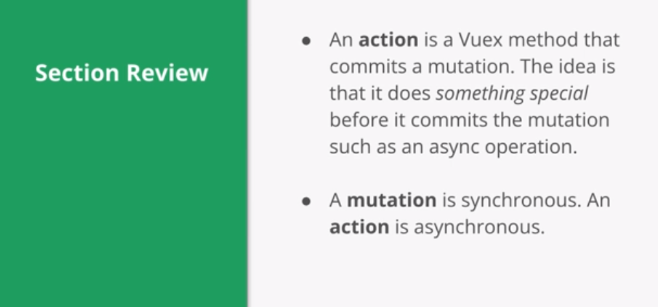 Section Review
● An action is a Vuex method that
commits a mutation. The idea is
that it does something special
before it commits the mutation
such as an async operation.
● A mutation is synchronous. An
action is asynchronous.